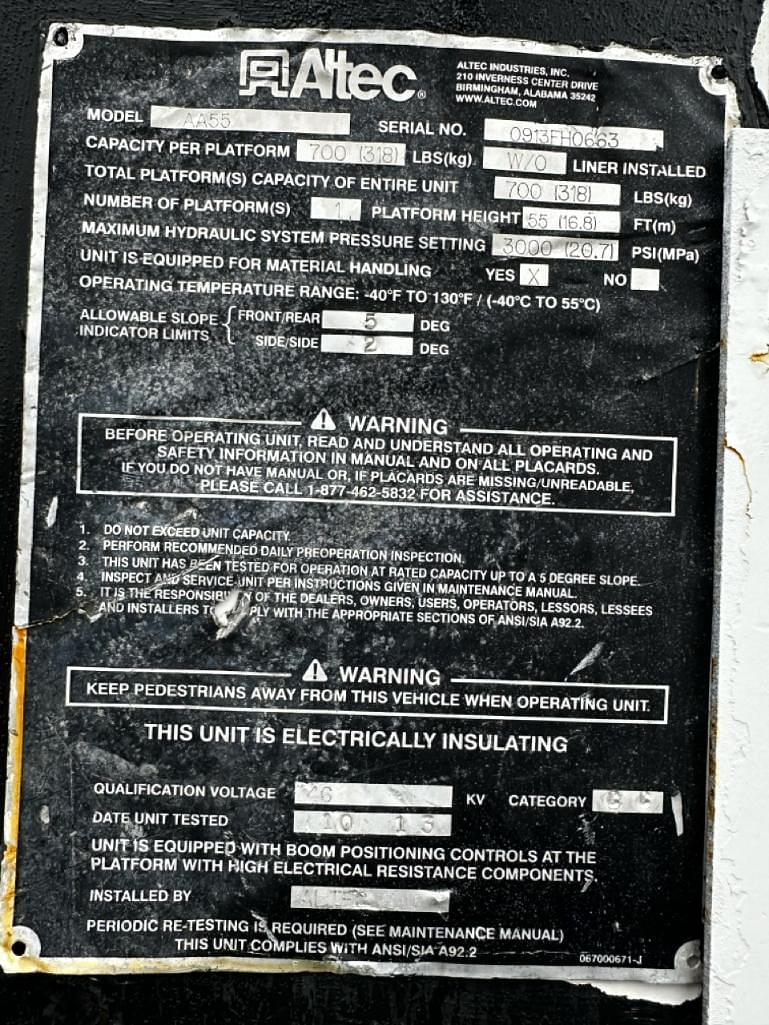 Altec®
ALTEC INDUSTRIES, INC.
210 INVERNESS CENTER DRIVE
BIRMINGHAM, ALABAMA 35242
WWW.ALTEC.COM
MODEL AA55 SERIAL NO. 0913FH0663
CAPACITY PER PLATFORM 700 (318) LBS(kg) W/O LINER INSTALLED
TOTAL PLATFORM(S) CAPACITY OF ENTIRE UNIT 700 (318) LBS(kg)
NUMBER OF PLATFORM(S) 1 PLATFORM HEIGHT 55 (16.8) FT(m)
MAXIMUM HYDRAULIC SYSTEM PRESSURE SETTING 3000 (20.7) PSI(MPa)
UNIT IS EQUIPPED FOR MATERIAL HANDLING YES X NO
OPERATING TEMPERATURE RANGE: -40°F TO 130°F / (-40°C TO 55°C)
ALLOWABLE SLOPE { FRONT/REAR 5 DEG
INDICATOR LIMITS SIDE/SIDE 2 DEG
WARNING
BEFORE OPERATING UNIT, READ AND UNDERSTAND ALL OPERATING AND
SAFETY INFORMATION IN MANUAL AND ON ALL PLACARDS.
IF YOU DO NOT HAVE MANUAL OR, IF PLACARDS ARE MISSING/UNREADABLE,
PLEASE CALL 1-877-462-5832 FOR ASSISTANCE.
1. DO NOT EXCEED UNIT CAPACITY.
2. PERFORM RECOMMENDED DAILY PREOPERATION INSPECTION.
3. THIS UNIT HAS BEEN TESTED FOR OPERATION AT RATED CAPACITY UP TO A 5 DEGREE SLOPE.
4. INSPECT AND SERVICE UNIT PER INSTRUCTIONS GIVEN IN MAINTENANCE MANUAL.
5. IT IS THE OF THE DEALERS, OWNERS, USERS, OPERATORS, LESSORS, LESSEES
AND INSTALLERS WITH THE APPROPRIATE SECTIONS OF ANSI/SIA A92.2.
WARNING
KEEP PEDESTRIANS AWAY FROM THIS VEHICLE WHEN OPERATING UNIT.
THIS UNIT IS ELECTRICALLY INSULATING
QUALIFICATION VOLTAGE 46 KV CATEGORY
DATE UNIT TESTED 10 13
UNIT IS EQUIPPED WITH BOOM POSITIONING CONTROLS AT THE
PLATFORM WITH HIGH ELECTRICAL RESISTANCE COMPONENTS.
INSTALLED BY
PERIODIC RE-TESTING IS REQUIRED (SEE MAINTENANCE MANUAL)
THIS UNIT COMPLIES WITH ANSI/SIA A92.2
067000671-J